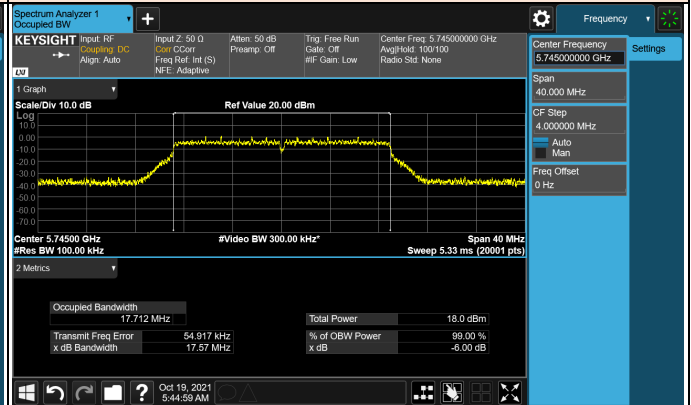 Spectrum Analyzer 1
Occupied BW
+
Frequency
KEYSIGHT
Input: RF
Coupling: DC
Align: Auto
Input Z: 50 Ω
Corr CCorr
Freq Ref: Int (S)
NFE: Adaptive
Atten: 50 dB
Preamp: Off
Trig: Free Run
Gate: Off
#IF Gain: Low
Center Freq: 5.745000000 GHz
Avg|Hold: 100/100
Radio Std: None
LXI
Center Frequency
5.745000000 GHz
Settings
Span
40.000 MHz
CF Step
4.000000 MHz
Auto
Man
Freq Offset
0 Hz
1 Graph
Scale/Div 10.0 dB
Ref Value 20.00 dBm
Log
10.0
0.00
-10.0
-20.0
-30.0
-40.0
-50.0
-60.0
-70.0
Center 5.74500 GHz
#Video BW 300.00 kHz*
Span 40 MHz
#Res BW 100.00 kHz
Sweep 5.33 ms (20001 pts)
2 Metrics
Occupied Bandwidth
17.712 MHz
Total Power
18.0 dBm
Transmit Freq Error
54.917 kHz
% of OBW Power
99.00 %
x dB Bandwidth
17.57 MHz
x dB
-6.00 dB
?
Oct 19, 2021
5:44:59 AM